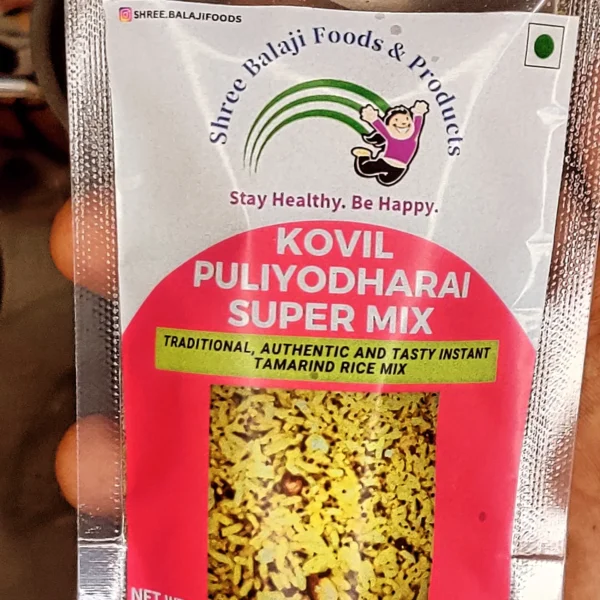 SHREE.BALAJIFOODS
Shree Balaji Foods & Products
Stay Healthy. Be Happy.
KOVIL
PULIYODHARAI
SUPER MIX
TRADITIONAL, AUTHENTIC AND TASTY INSTANT
TAMARIND RICE MIX
NET